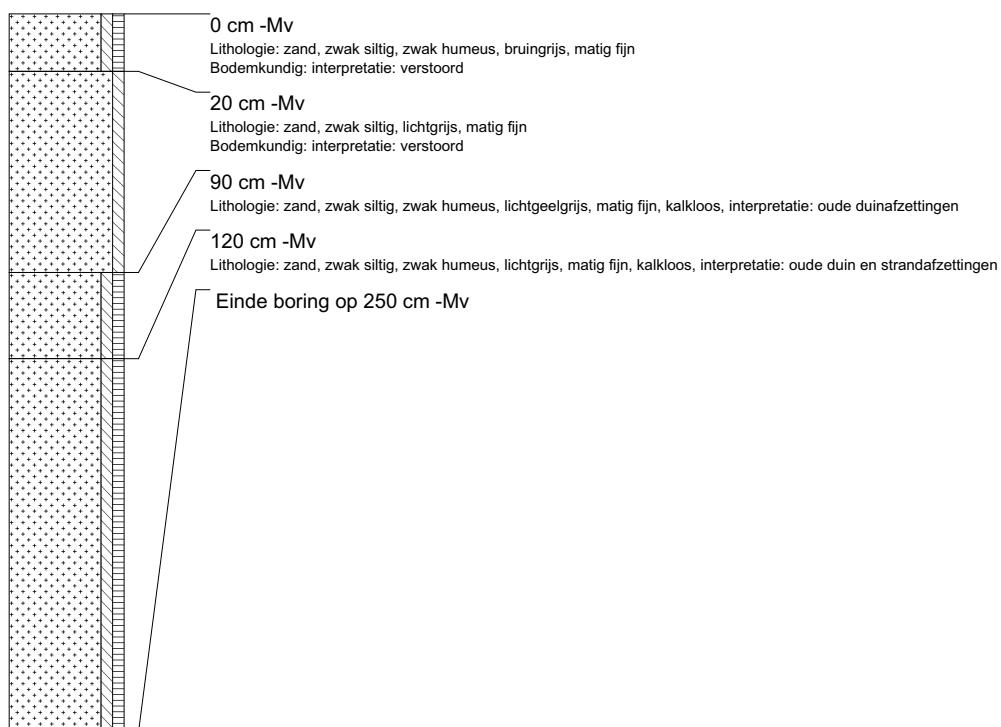 0 cm -Mv
Lithologie: zand, zwak siltig, zwak humeus, bruingrijs, matig fijn
Bodemkundig: interpretatie: verstoord
20 cm -Mv
Lithologie: zand, zwak siltig, lichtgrijs, matig fijn
Bodemkundig: interpretatie: verstoord
90 cm -Mv
Lithologie: zand, zwak siltig, zwak humeus, lichtgeelgrijs, matig fijn, kalkloos, interpretatie: oude duinafzettingen
120 cm -Mv
Lithologie: zand, zwak siltig, zwak humeus, lichtgrijs, matig fijn, kalkloos, interpretatie: oude duin en strandafzettingen
Einde boring op 250 cm -Mv